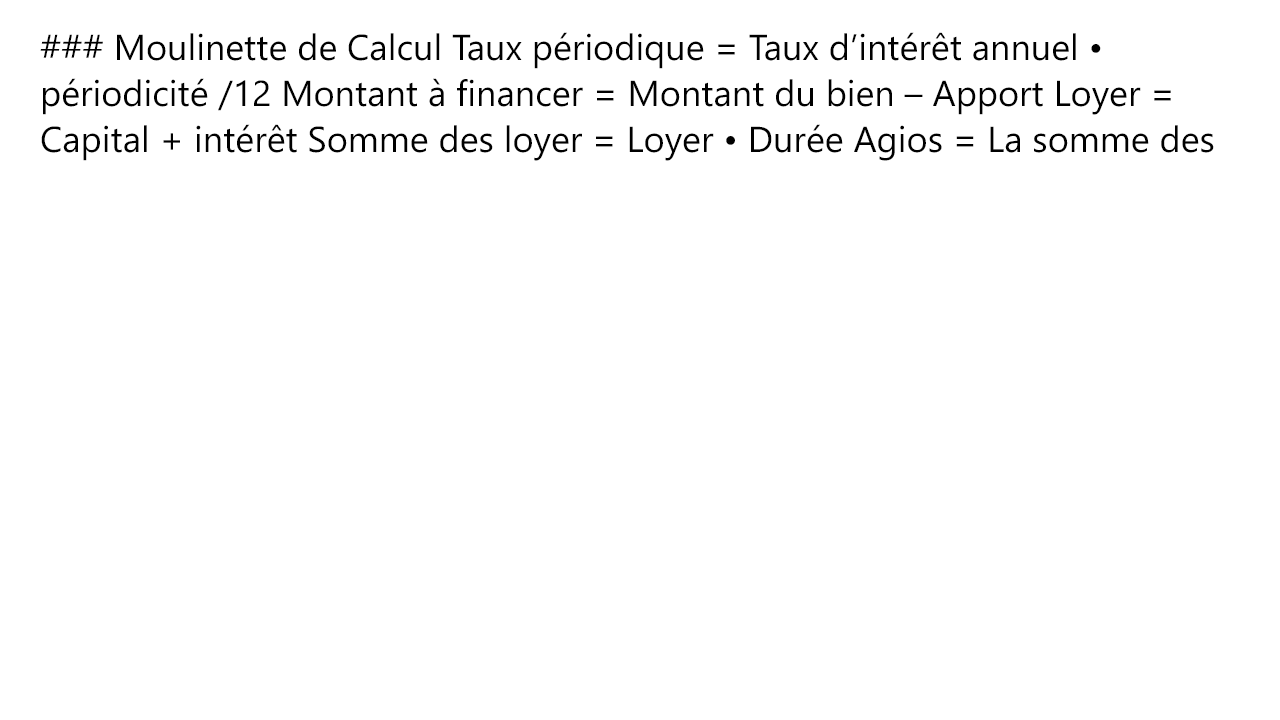 ### Moulinette de Calcul Taux périodique = Taux d’intérêt annuel •
périodicité /12 Montant à financer = Montant du bien – Apport Loyer =
Capital + intérêt Somme des loyer = Loyer • Durée Agios = La somme des